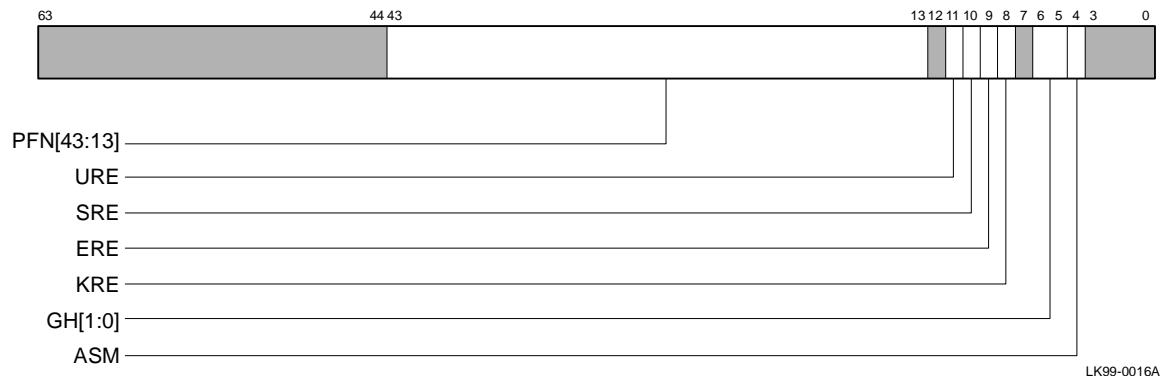 63 44 43 13 12 11 10 9 8 7 6 5 4 3 0
PFN[43:13]
URE
SRE
ERE
KRE
GH[1:0]
ASM
LK99-0016A